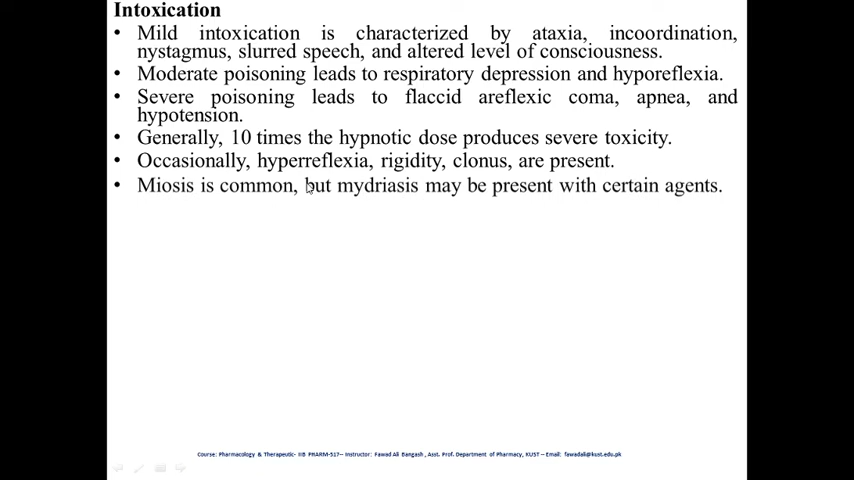 Intoxication
• Mild intoxication is characterized by ataxia, incoordination,
nystagmus, slurred speech, and altered level of consciousness.
• Moderate poisoning leads to respiratory depression and hyporeflexia.
• Severe poisoning leads to flaccid areflexic coma, apnea, and
hypotension.
• Generally, 10 times the hypnotic dose produces severe toxicity.
• Occasionally, hyperreflexia, rigidity, clonus, are present.
• Miosis is common, but mydriasis may be present with certain agents.
Course: Pharmacology & Therapeutic- IIB PHARM-517-- Instructor: Fawad Ali Bangash , Asst. Prof. Department of Pharmacy, KUST -- Email: fawadali@kust.edu.pk